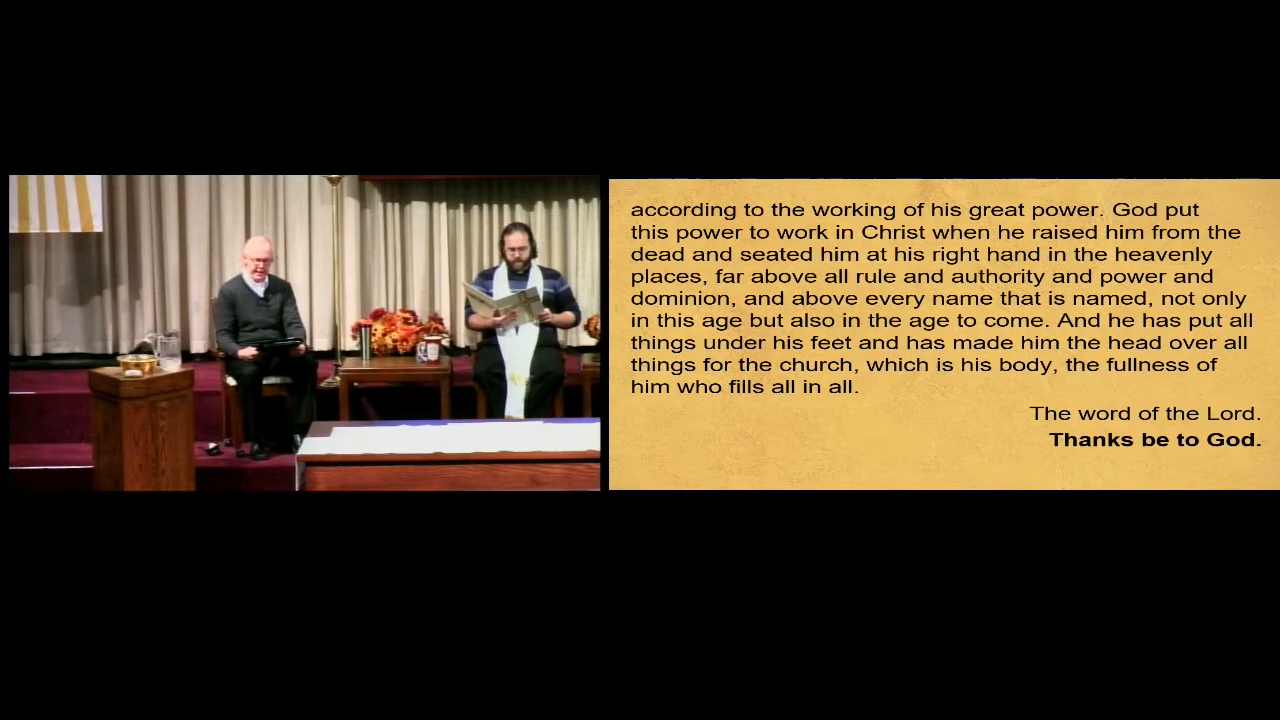 according to the working of his great power. God put
this power to work in Christ when he raised him from the
dead and seated him at his right hand in the heavenly
places, far above all rule and authority and power and
dominion, and above every name that is named, not only
in this age but also in the age to come. And he has put all
things under his feet and has made him the head over all
things for the church, which is his body, the fullness of
him who fills all in all.
The word of the Lord.
Thanks be to God.